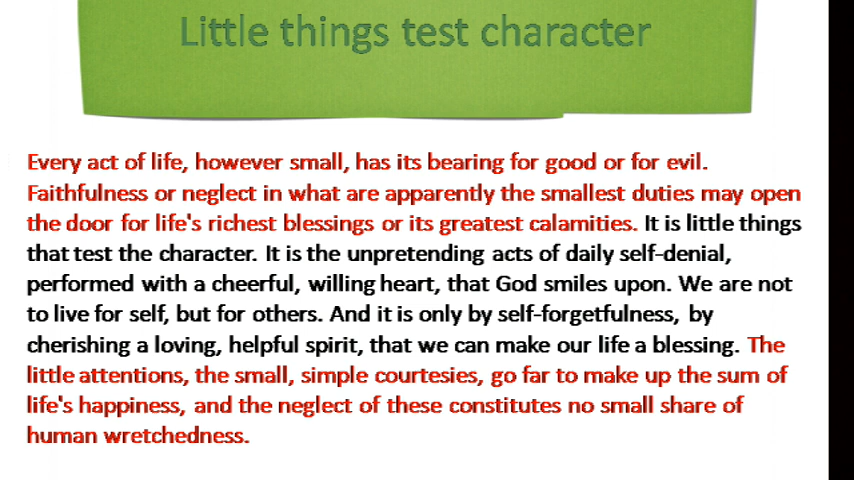 Little things test character
Every act of life, however small, has its bearing for good or for evil.
Faithfulness or neglect in what are apparently the smallest duties may open
the door for life's richest blessings or its greatest calamities. It is little things
that test the character. It is the unpretending acts of daily self-denial,
performed with a cheerful, willing heart, that God smiles upon. We are not
to live for self, but for others. And it is only by self-forgetfulness, by
cherishing a loving, helpful spirit, that we can make our life a blessing. The
little attentions, the small, simple courtesies, go far to make up the sum of
life's happiness, and the neglect of these constitutes no small share of
human wretchedness.